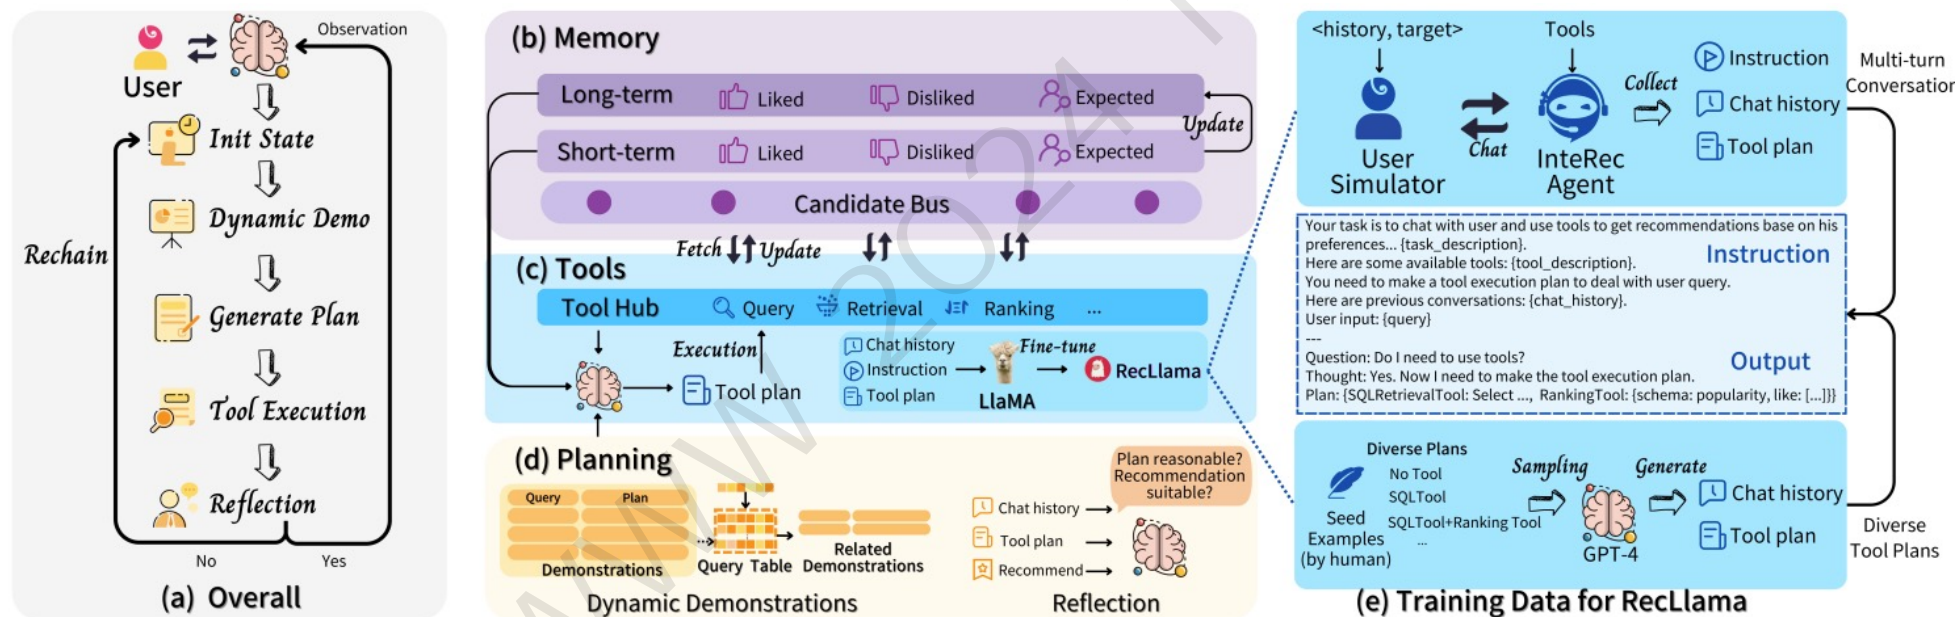 Observation
User
Init State
Dynamic Demo
Rechain
Generate Plan
Tool Execution
Reflection
No
Yes
(a) Overall
(b) Memory
Long-term
Liked
Disliked
Expected
Update
Short-term
Liked
Disliked
Expected
Candidate Bus
Fetch
Update
(c) Tools
Tool Hub
Query
Retrieval
Ranking
...
Execution
Tool plan
Chat history
Instruction
Tool plan
LlaMA
Fine-tune
RecLlama
(d) Planning
Query
Plan
Demonstrations
Query Table
Related
Demonstrations
Dynamic Demonstrations
Plan reasonable?
Recommendation
suitable?
Chat history
Tool plan
Recommend
Reflection
<history, target>
Tools
User
Simulator
Chat
InteRec
Agent
Collect
Instruction
Chat history
Tool plan
Multi-turn
Conversation
Your task is to chat with user and use tools to get recommendations base on his
preferences... {task_description}.
Here are some available tools: {tool_description}.
You need to make a tool execution plan to deal with user query.
Here are previous conversations: {chat_history}.
User input: {query}
---
Question: Do I need to use tools?
Thought: Yes. Now I need to make the tool execution plan.
Plan: {SQLRetrievalTool: Select ..., RankingTool: {schema: popularity, like: [...]}}
Instruction
Output
Diverse Plans
No Tool
SQLTool
SQLTool+Ranking Tool
...
Seed
Examples
(by human)
Sampling
GPT-4
Generate
Chat history
Tool plan
Diverse
Tool Plans
(e) Training Data for RecLlama
WWW 2024